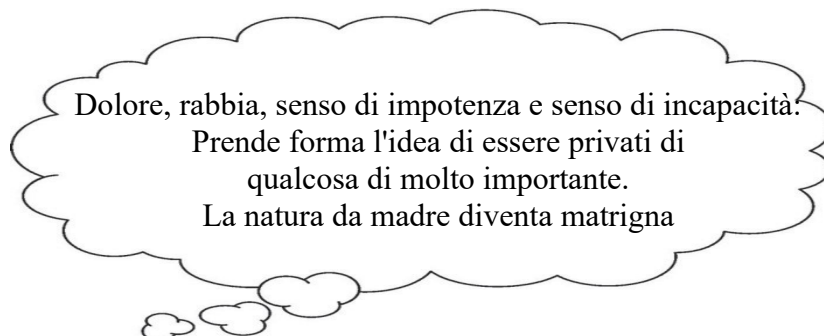 Dolore, rabbia, senso di impotenza e senso di incapacità:
Prende forma l'idea di essere privati di
qualcosa di molto importante.
La natura da madre diventa matrigna